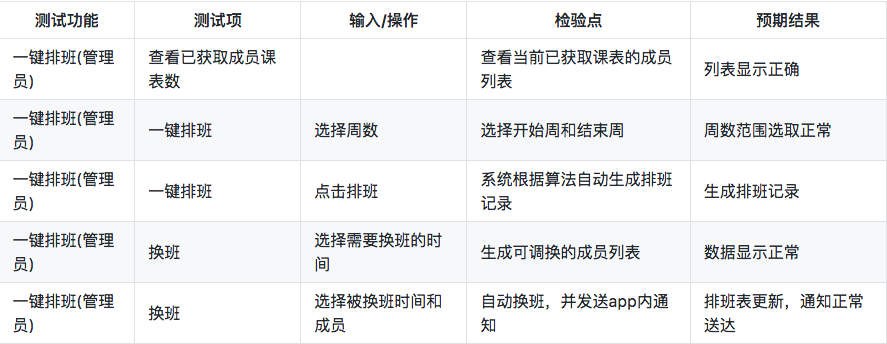 测试功能 测试项 输入/操作 检验点 预期结果
一键排班(管理员) 查看已获取成员课表数 查看当前已获取课表的成员列表 列表显示正确
一键排班(管理员) 一键排班 选择周数 选择开始周和结束周 周数范围选取正常
一键排班(管理员) 一键排班 点击排班 系统根据算法自动生成排班记录 生成排班记录
一键排班(管理员) 换班 选择需要换班的时间 生成可调换的成员列表 数据显示正常
一键排班(管理员) 换班 选择被换班时间和成员 自动换班，并发送app内通知 排班表更新，通知正常送达